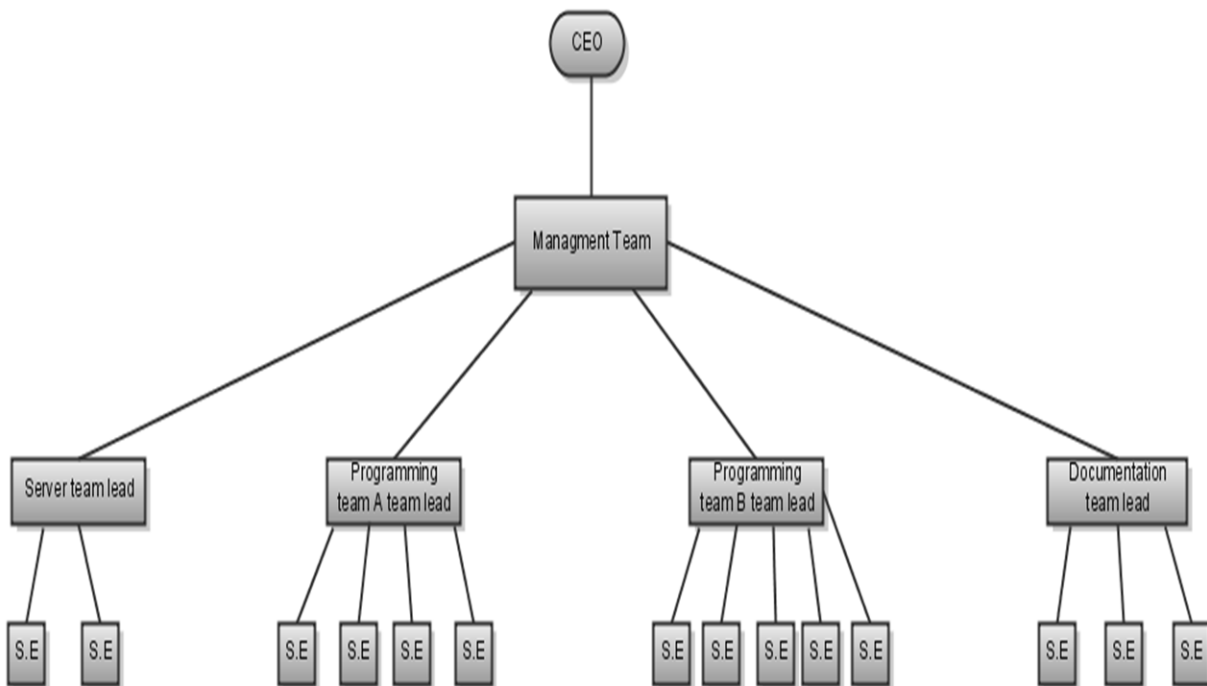 CEO
Managment Team
Server team lead
Programming
team A team lead
Programming
team B team lead
Documentation
team lead
S.E
S.E
S.E
S.E
S.E
S.E
S.E
S.E
S.E
S.E
S.E
S.E
S.E
S.E